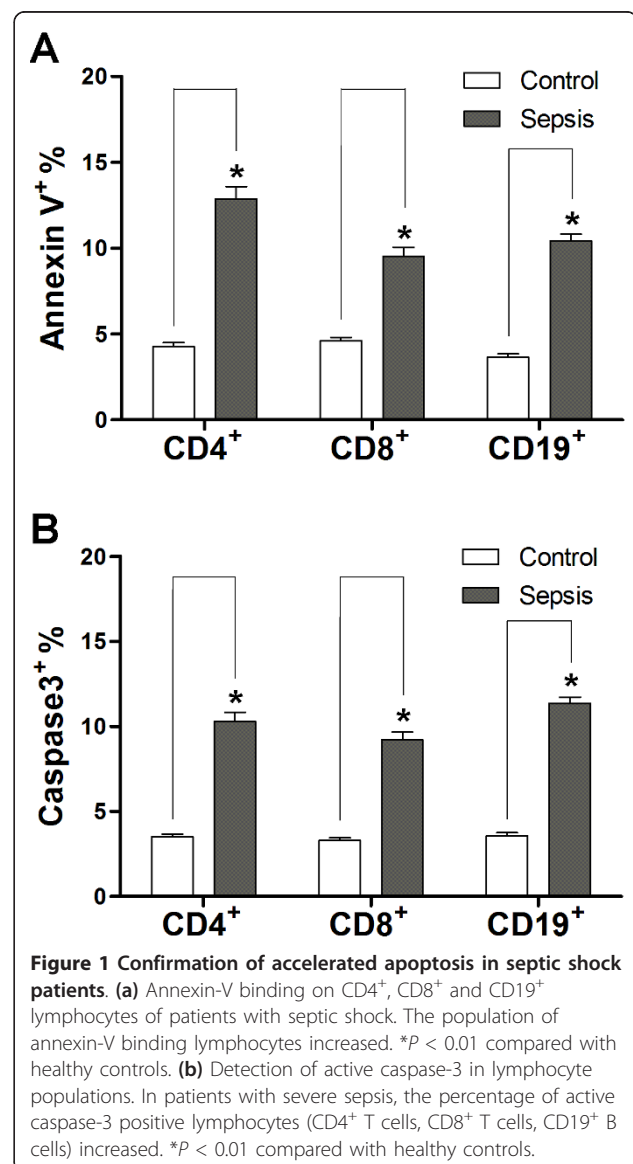 A
20
15
10
5
0
Annexin V⁺ %
Control
Sepsis
*
*
*
CD4⁺
CD8⁺
CD19⁺
B
20
15
10
5
0
Caspase3⁺ %
Control
Sepsis
*
*
*
CD4⁺
CD8⁺
CD19⁺
Figure 1 Confirmation of accelerated apoptosis in septic shock
patients. (a) Annexin-V binding on CD4⁺, CD8⁺ and CD19⁺
lymphocytes of patients with septic shock. The population of
annexin-V binding lymphocytes increased. *P < 0.01 compared with
healthy controls. (b) Detection of active caspase-3 in lymphocyte
populations. In patients with severe sepsis, the percentage of active
caspase-3 positive lymphocytes (CD4⁺ T cells, CD8⁺ T cells, CD19⁺ B
cells) increased. *P < 0.01 compared with healthy controls.